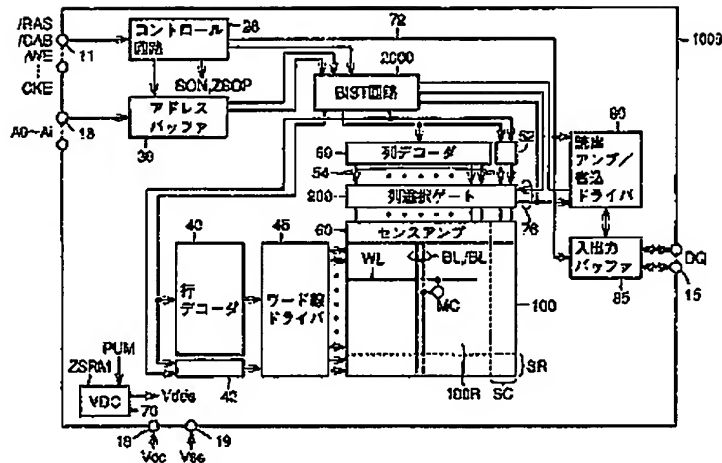 /RAS
/CAS
/WE
CKE
11
コントロール
回路
28
72
1000
SON,ZSOP
BIST回路
2000
A0~Ai
13
アドレス
バッファ
30
50
列デコーダ
52
54
200
列選択ゲート
76
80
読出
アンプ/
書込
ドライバ
60
センスアンプ
WL
BL,/BL
MC
100
40
行
デコーダ
45
ワード線
ドライバ
42
入出力
バッファ
85
DQ
15
SR
100R
SC
ZSRM
PUM
VDC
70
Vdds
18
Vcc
19
Vss